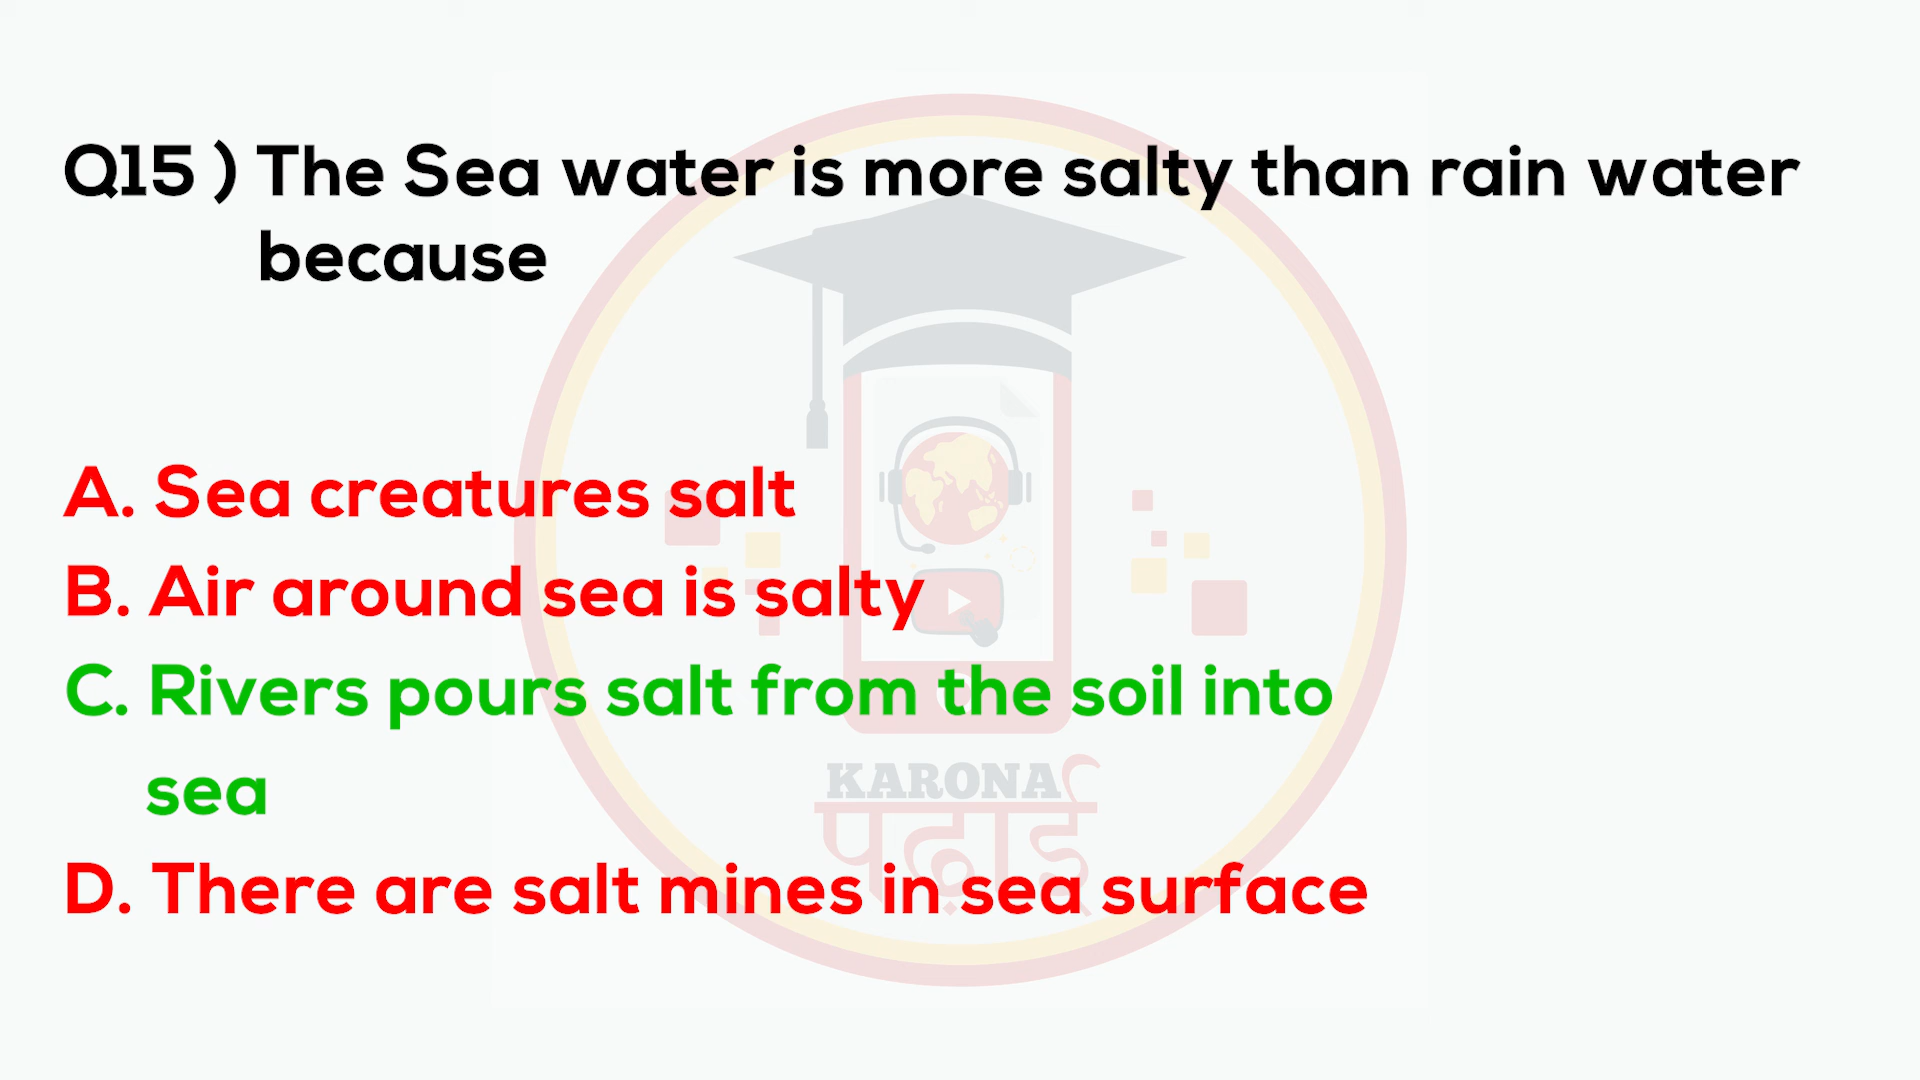 Q15 ) The Sea water is more salty than rain water
because
A. Sea creatures salt
B. Air around sea is salty
C. Rivers pours salt from the soil into
sea
D. There are salt mines in sea surface
KARONA
पढ़ाई